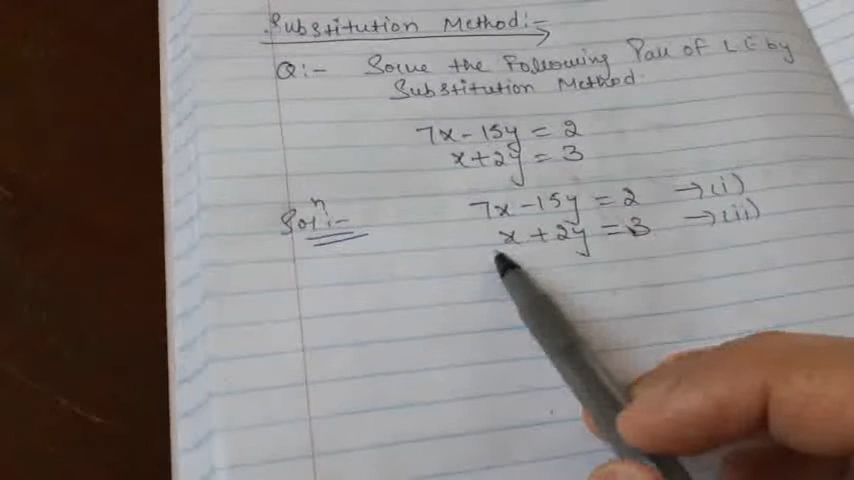 Substitution Method:-
Q:- Solve the Following Pair of L E by
Substitution Method.
7x-15y = 2
x+2y = 3
Solⁿ:- 7x-15y = 2 →(i)
x+2y = 3 →(ii)